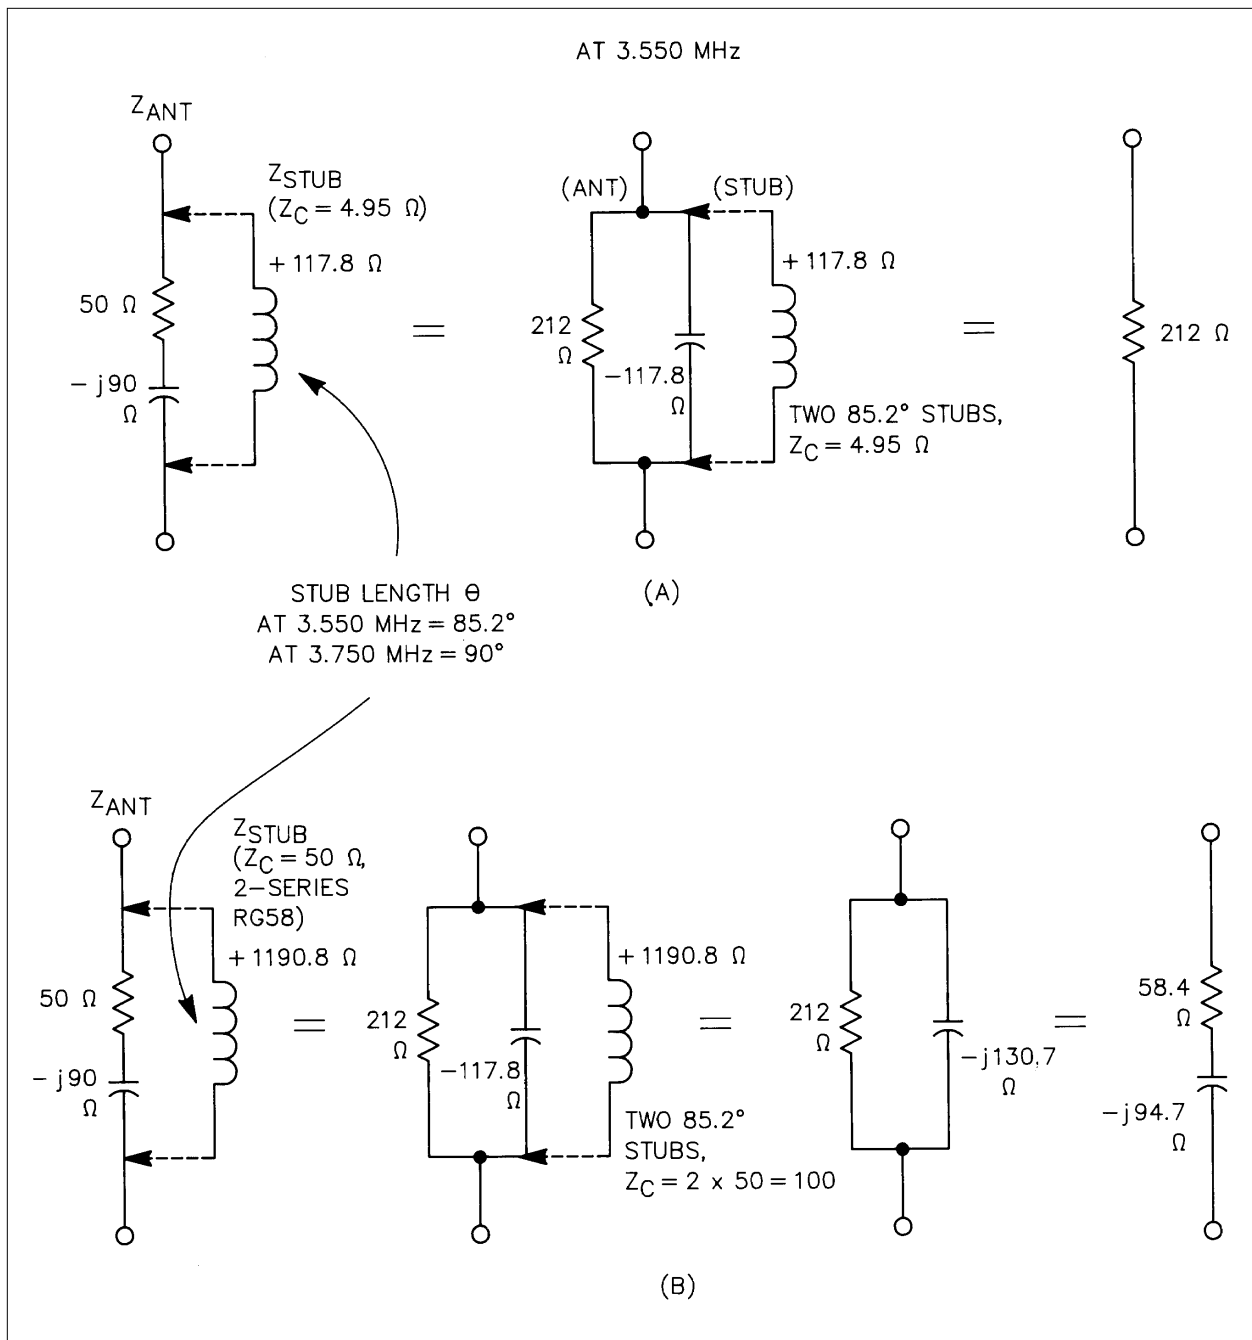 AT 3.550 MHz
ZANT
ZSTUB
(ZC = 4.95 Ω)
+117.8 Ω
50 Ω
-j90
Ω
=
(ANT)
(STUB)
+117.8 Ω
212
Ω
-117.8
Ω
TWO 85.2° STUBS,
ZC = 4.95 Ω
=
212 Ω
(A)
STUB LENGTH θ
AT 3.550 MHz = 85.2°
AT 3.750 MHz = 90°
ZANT
ZSTUB
(ZC = 50 Ω,
2-SERIES
RG58)
+1190.8 Ω
50 Ω
-j90
Ω
=
212
Ω
-117.8
Ω
+1190.8 Ω
TWO 85.2°
STUBS,
ZC = 2 x 50 = 100
=
212
Ω
-j130.7
Ω
=
58.4
Ω
-j94.7
Ω
(B)